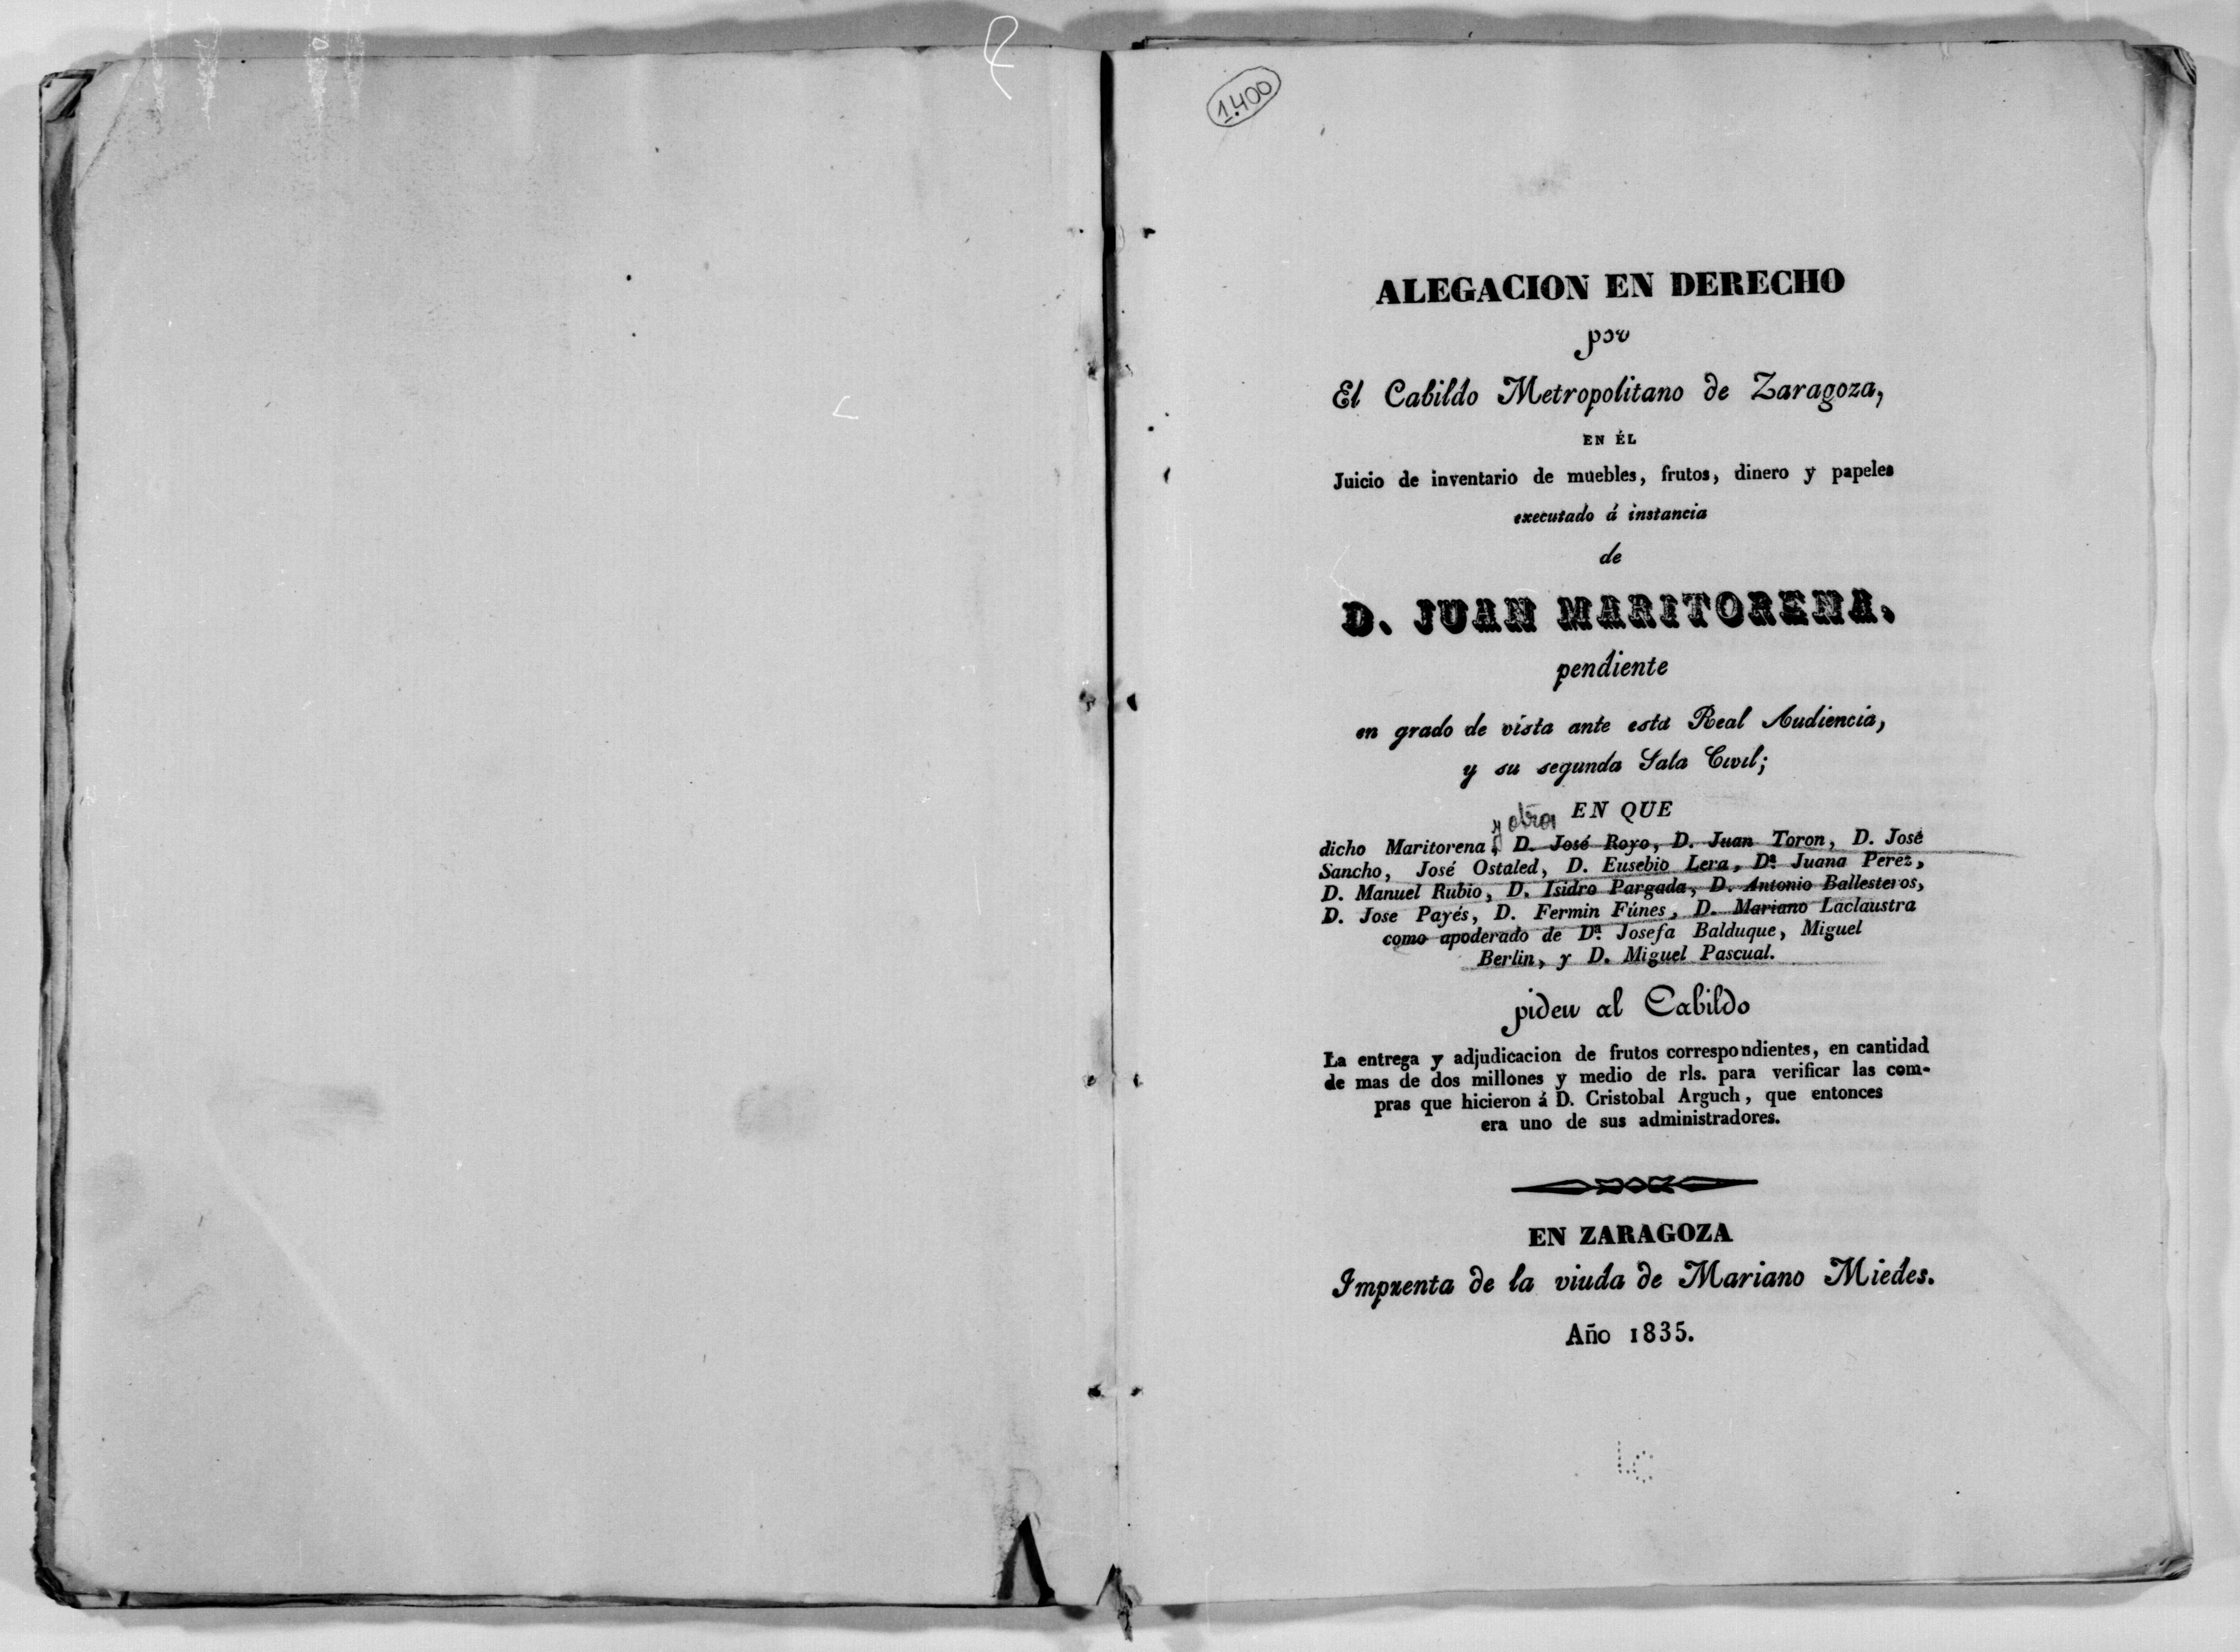 1.400
ALEGACION EN DERECHO
por
El Cabildo Metropolitano de Zaragoza,
EN ÉL
Juicio de inventario de muebles, frutos, dinero y papeles
executado á instancia
de
D. JUAN MARITORENA,
pendiente
en grado de vista ante esta Real Audiencia,
y su segunda Sala Civil;
EN QUE
y otros
dicho Maritorena, D. José Royo, D. Juan Toron, D. José
Sancho, José Ostaled, D. Eusebio Lera, Dª. Juana Perez,
D. Manuel Rubio, D. Isidro Pargada, D. Antonio Ballesteros,
D. Jose Payés, D. Fermin Fúnes, D. Mariano Laclaustra
como apoderado de Dª. Josefa Balduque, Miguel
Berlin, y D. Miguel Pascual.
piden al Cabildo
La entrega y adjudicacion de frutos correspondientes, en cantidad
de mas de dos millones y medio de rls. para verificar las com-
pras que hicieron á D. Cristobal Arguch, que entonces
era uno de sus administradores.
EN ZARAGOZA
Imprenta de la viuda de Mariano Miedes.
Año 1835.